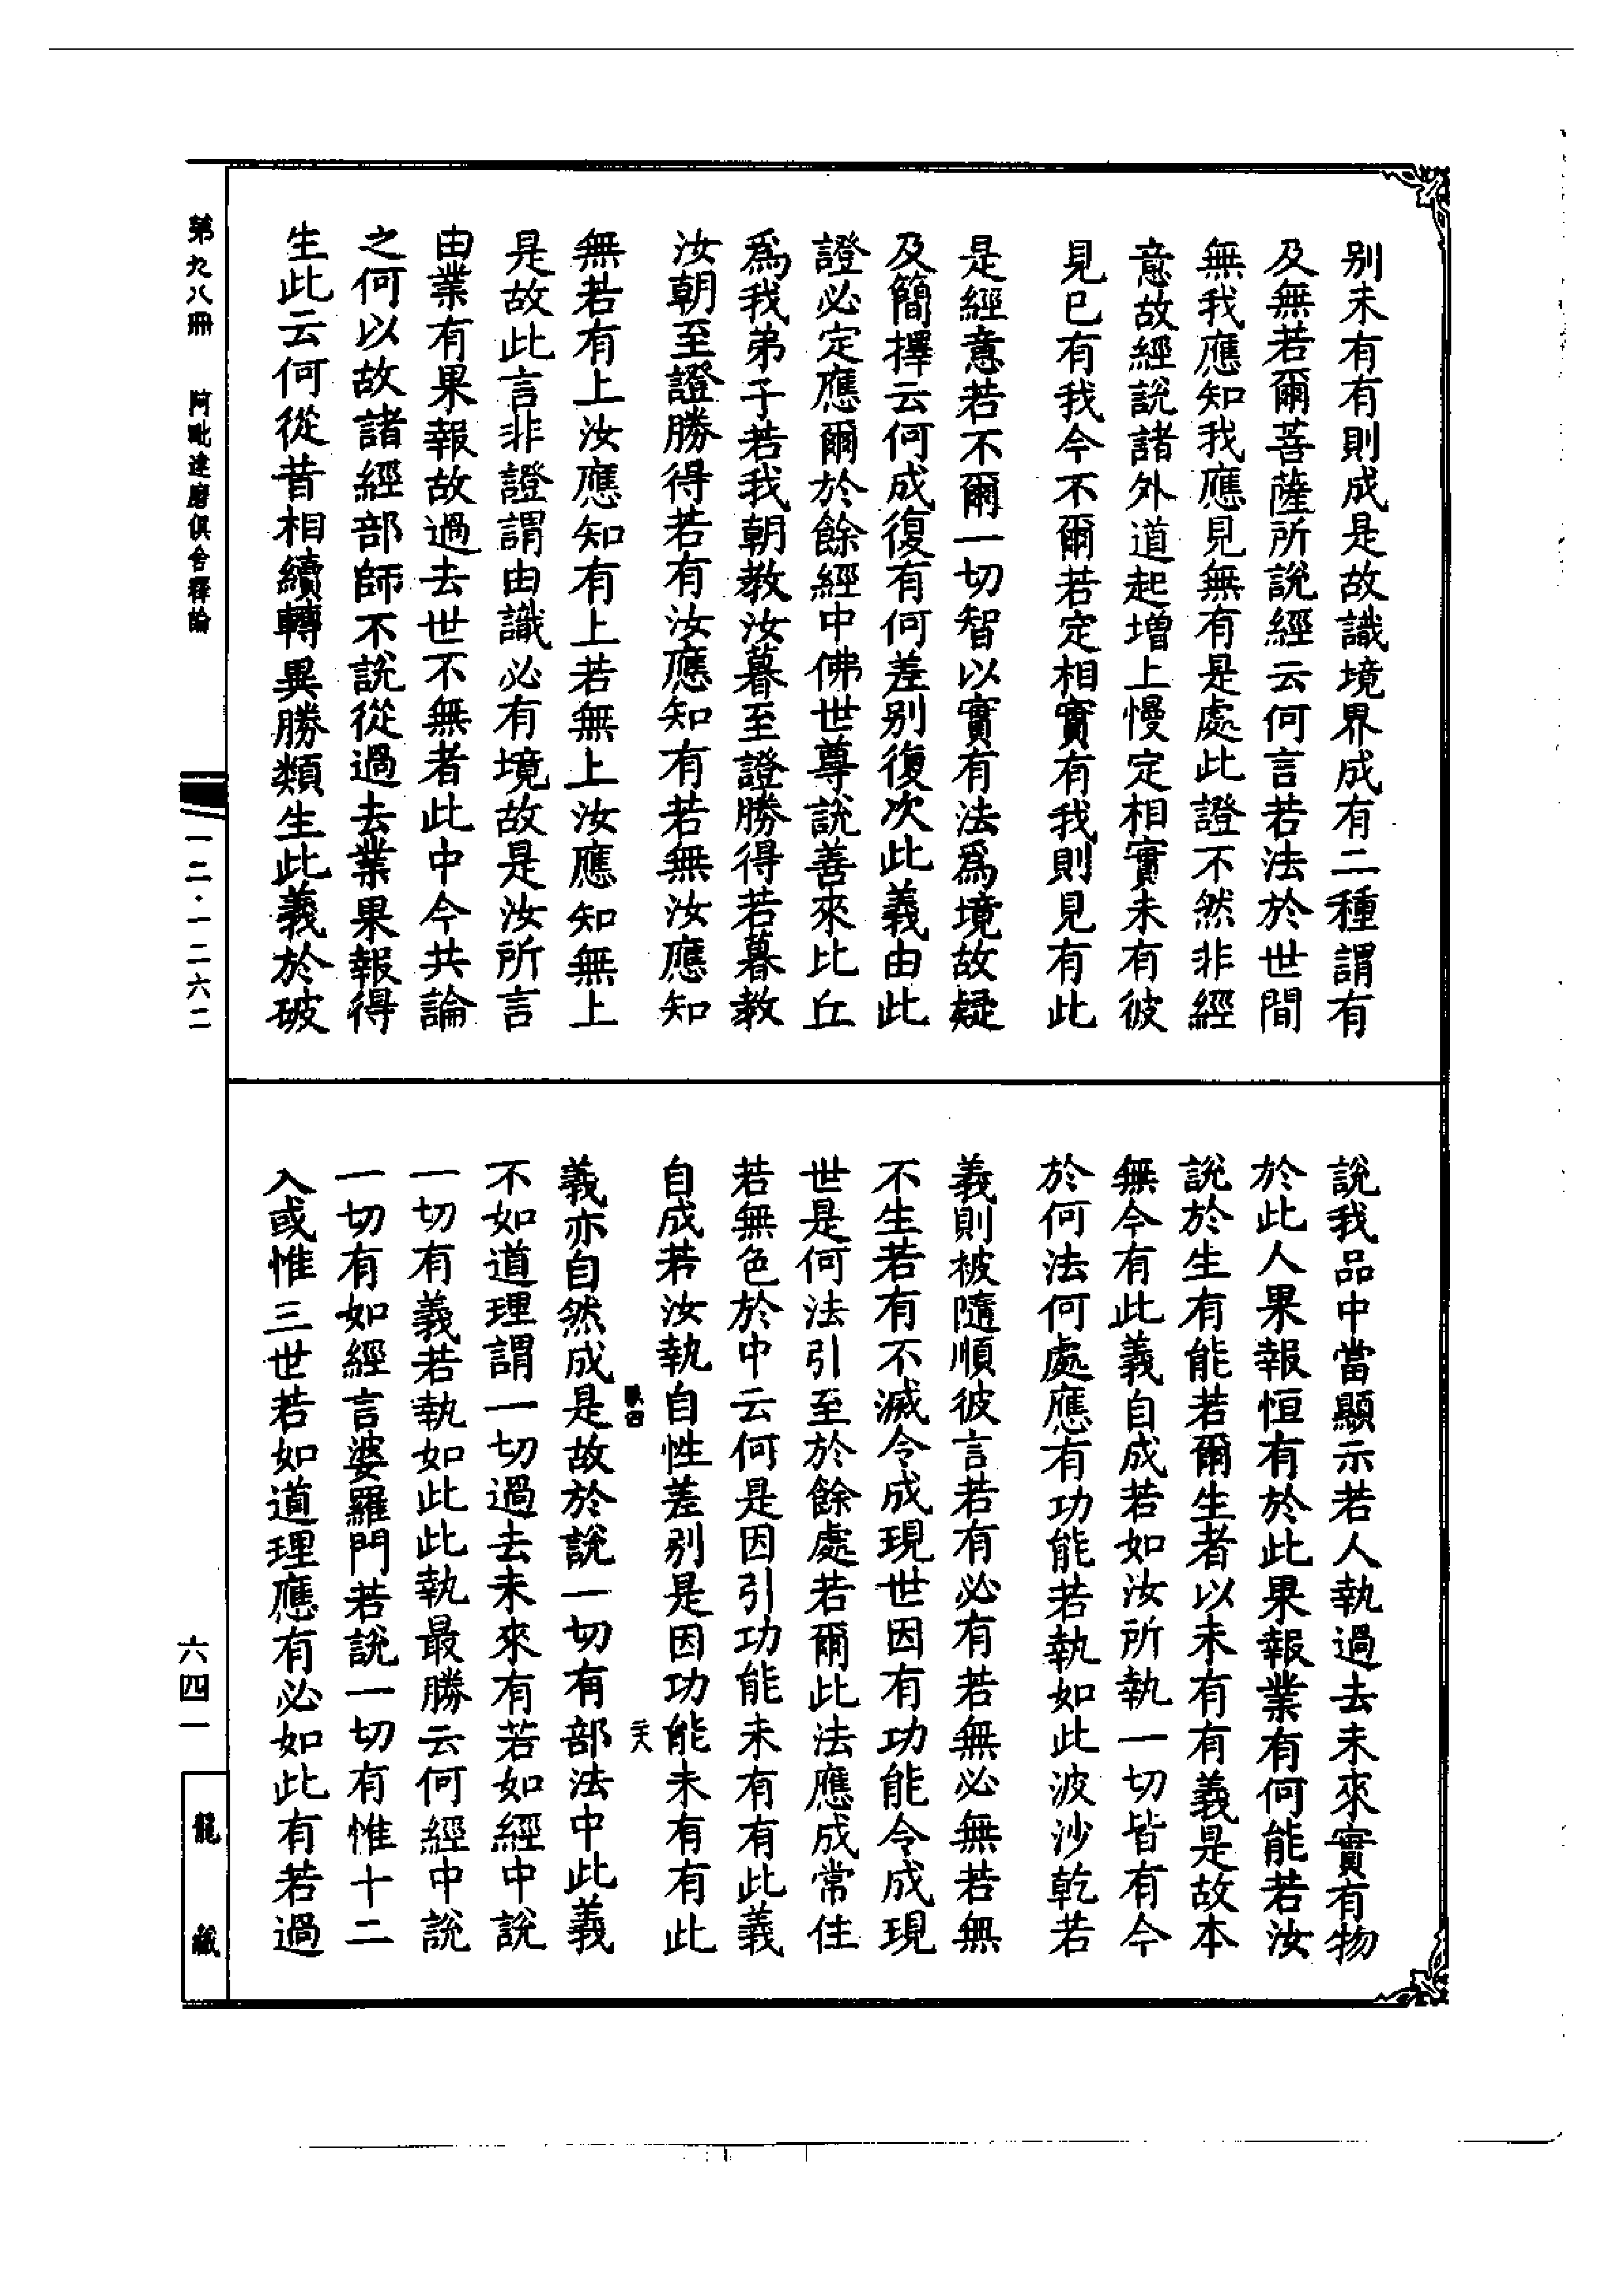 别未有有則成是故識境界成有二種謂有
及無若爾菩薩所說經云何言若法於世間
無我應知我應見無有是處此證不然非經
意故經說諸外道起增上慢定相實未有彼
見已有我今不爾若定相實有我則見有此
是經意若不爾一切智以實有法爲境故疑
及簡擇云何成復有何差别復次此義由此
證必定應爾於餘經中佛世尊說善來比丘
爲我弟子若我朝教汝暮至證勝得若暮教
汝朝至證勝得若有汝應知有若無汝應知
無若有上汝應知有上若無上汝應知無上
是故此言非證謂由識必有境故是汝所言
由業有果報故過去世不無者此中今共論
之何以故諸經部師不說從過去業果報得
生此云何從昔相續轉異勝類生此義於破
說我品中當顯示若人執過去未來實有物
於此人果報恒有於此果報業有何能若汝
說於生有能若爾生者以未有有義是故本
無今有此義自成若如汝所執一切皆有今
於何法何處應有功能若執如此波沙乾若
義則被隨順彼言若有必有若無必無若無
不生若有不滅令成現世因有功能令成現
世是何法引至於餘處若爾此法應成常住
若無色於中云何是因引功能未有有此義
自成若汝執自性差别是因功能未有有此
義亦自然成是故於說一切有部法中此義
不如道理謂一切過去未來有若如經中說
一切有義若執如此此執最勝云何經中說
一切有如經言婆羅門若說一切有惟十二
入或惟三世若如道理應有必如此有若過
第九八冊 阿毗達磨俱舍釋論
一二·一二六二
六四一
龍藏